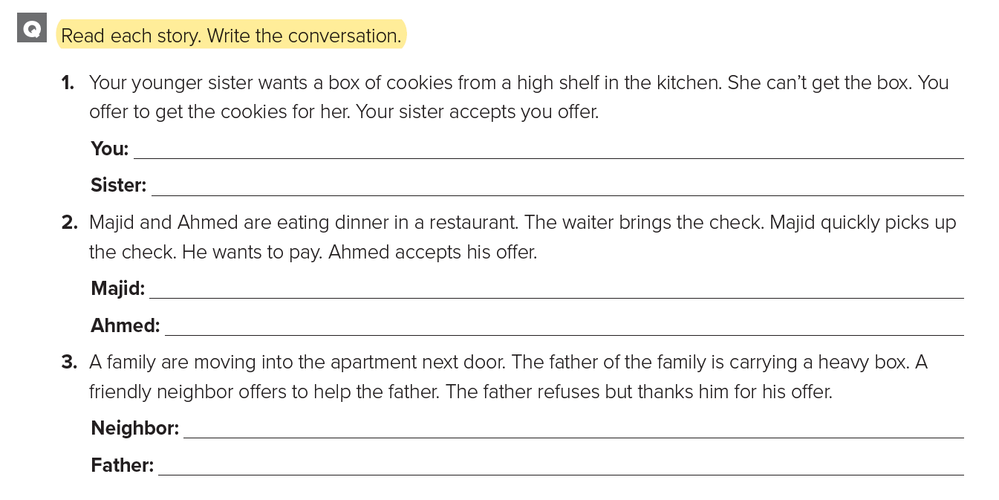 Q Read each story. Write the conversation.
1. Your younger sister wants a box of cookies from a high shelf in the kitchen. She can’t get the box. You
offer to get the cookies for her. Your sister accepts you offer.
You:
Sister:
2. Majid and Ahmed are eating dinner in a restaurant. The waiter brings the check. Majid quickly picks up
the check. He wants to pay. Ahmed accepts his offer.
Majid:
Ahmed:
3. A family are moving into the apartment next door. The father of the family is carrying a heavy box. A
friendly neighbor offers to help the father. The father refuses but thanks him for his offer.
Neighbor:
Father: